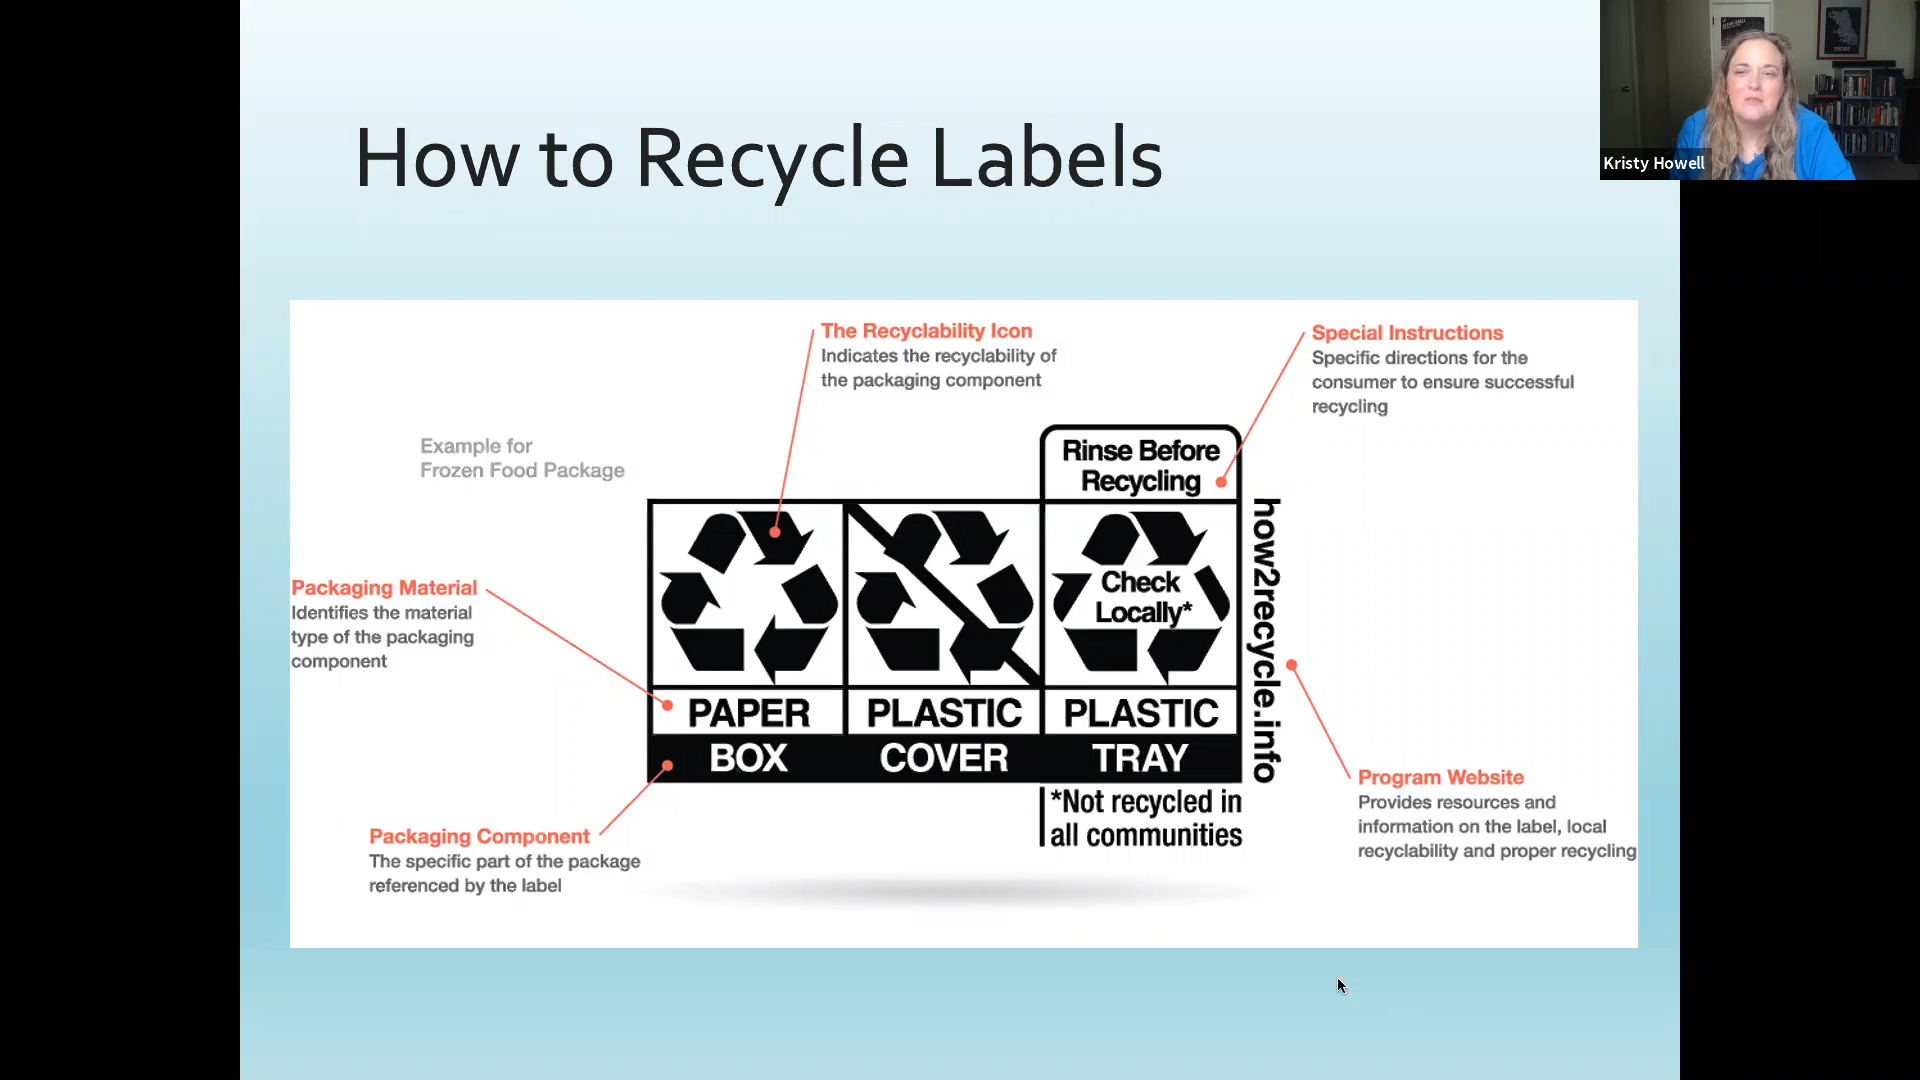 How to Recycle Labels
Kristy Howell
The Recyclability Icon
Indicates the recyclability of
the packaging component
Special Instructions
Specific directions for the
consumer to ensure successful
recycling
Example for
Frozen Food Package
Rinse Before
Recycling
Check
Locally*
how2recycle.info
Packaging Material
Identifies the material
type of the packaging
component
PAPER
BOX
PLASTIC
COVER
PLASTIC
TRAY
*Not recycled in
all communities
Packaging Component
The specific part of the package
referenced by the label
Program Website
Provides resources and
information on the label, local
recyclability and proper recycling